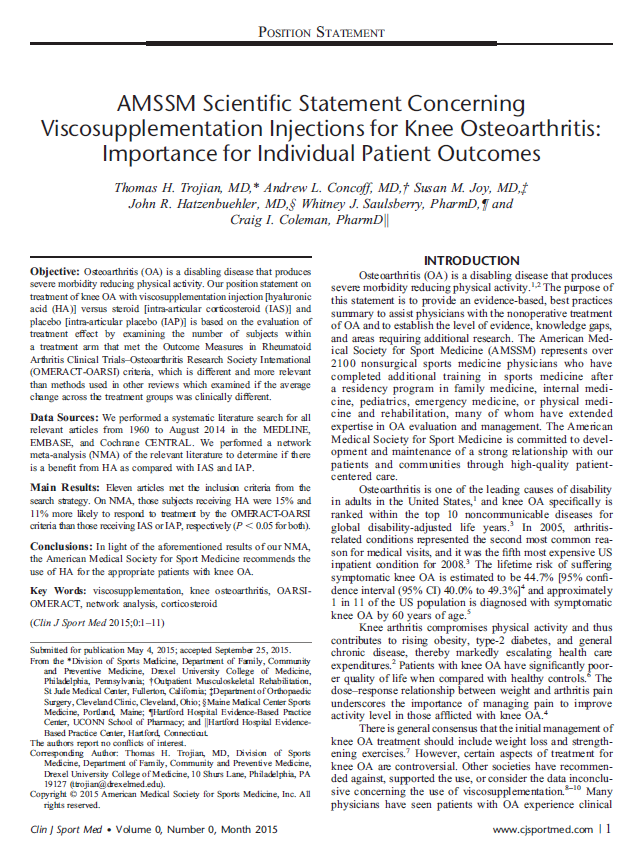 POSITION STATEMENT
AMSSM Scientific Statement Concerning
Viscosupplementation Injections for Knee Osteoarthritis:
Importance for Individual Patient Outcomes
Thomas H. Trojian, MD,* Andrew L. Concoff, MD,† Susan M. Joy, MD,‡
John R. Hatzenbuehler, MD,§ Whitney J. Saulsberry, PharmD,¶ and
Craig I. Coleman, PharmD‖
Objective: Osteoarthritis (OA) is a disabling disease that produces
severe morbidity reducing physical activity. Our position statement on
treatment of knee OA with viscosupplementation injection [hyaluronic
acid (HA)] versus steroid [intra-articular corticosteroid (IAS)] and
placebo [intra-articular placebo (IAP)] is based on the evaluation of
treatment effect by examining the number of subjects within
a treatment arm that met the Outcome Measures in Rheumatoid
Arthritis Clinical Trials–Osteoarthritis Research Society International
(OMERACT-OARSI) criteria, which is different and more relevant
than methods used in other reviews which examined if the average
change across the treatment groups was clinically different.
Data Sources: We performed a systematic literature search for all
relevant articles from 1960 to August 2014 in the MEDLINE,
EMBASE, and Cochrane CENTRAL. We performed a network
meta-analysis (NMA) of the relevant literature to determine if there
is a benefit from HA as compared with IAS and IAP.
Main Results: Eleven articles met the inclusion criteria from the
search strategy. On NMA, those subjects receiving HA were 15% and
11% more likely to respond to treatment by the OMERACT-OARSI
criteria than those receiving IAS or IAP, respectively (P < 0.05 for both).
Conclusions: In light of the aforementioned results of our NMA,
the American Medical Society for Sport Medicine recommends the
use of HA for the appropriate patients with knee OA.
Key Words: viscosupplementation, knee osteoarthritis, OARSI-
OMERACT, network analysis, corticosteroid
(Clin J Sport Med 2015;0:1–11)
Submitted for publication May 4, 2015; accepted September 25, 2015.
From the *Division of Sports Medicine, Department of Family, Community
and Preventive Medicine, Drexel University College of Medicine,
Philadelphia, Pennsylvania; †Outpatient Musculoskeletal Rehabilitation,
St Jude Medical Center, Fullerton, California; ‡Department of Orthopaedic
Surgery, Cleveland Clinic, Cleveland, Ohio; §Maine Medical Center Sports
Medicine, Portland, Maine; ¶Hartford Hospital Evidence-Based Practice
Center, UCONN School of Pharmacy; and ‖Hartford Hospital Evidence-
Based Practice Center, Hartford, Connecticut.
The authors report no conflicts of interest.
Corresponding Author: Thomas H. Trojian, MD, Division of Sports
Medicine, Department of Family, Community and Preventive Medicine,
Drexel University College of Medicine, 10 Shurs Lane, Philadelphia, PA
19127 (ttrojian@drexelmed.edu).
Copyright © 2015 American Medical Society for Sports Medicine, Inc. All
rights reserved.
INTRODUCTION
Osteoarthritis (OA) is a disabling disease that produces
severe morbidity reducing physical activity.1,2 The purpose of
this statement is to provide an evidence-based, best practices
summary to assist physicians with the nonoperative treatment
of OA and to establish the level of evidence, knowledge gaps,
and areas requiring additional research. The American Med-
ical Society for Sport Medicine (AMSSM) represents over
2100 nonsurgical sports medicine physicians who have
completed additional training in sports medicine after
a residency program in family medicine, internal medi-
cine, pediatrics, emergency medicine, or physical medi-
cine and rehabilitation, many of whom have extended
expertise in OA evaluation and management. The American
Medical Society for Sport Medicine is committed to devel-
opment and maintenance of a strong relationship with our
patients and communities through high-quality patient-
centered care.
Osteoarthritis is one of the leading causes of disability
in adults in the United States,1 and knee OA specifically is
ranked within the top 10 noncommunicable diseases for
global disability-adjusted life years.3 In 2005, arthritis-
related conditions represented the second most common rea-
son for medical visits, and it was the fifth most expensive US
inpatient condition for 2008.3 The lifetime risk of suffering
symptomatic knee OA is estimated to be 44.7% [95% confi-
dence interval (95% CI) 40.0% to 49.3%]4 and approximately
1 in 11 of the US population is diagnosed with symptomatic
knee OA by 60 years of age.5
Knee arthritis compromises physical activity and thus
contributes to rising obesity, type-2 diabetes, and general
chronic disease, thereby markedly escalating health care
expenditures.2 Patients with knee OA have significantly poor-
er quality of life when compared with healthy controls.6 The
dose–response relationship between weight and arthritis pain
underscores the importance of managing pain to improve
activity level in those afflicted with knee OA.4
There is general consensus that the initial management of
knee OA treatment should include weight loss and strength-
ening exercises.7 However, certain aspects of treatment for
knee OA are controversial. Other societies have recommen-
ded against, supported the use, or consider the data inconclu-
sive concerning the use of viscosupplementation.8–10 Many
physicians have seen patients with OA experience clinical
Clin J Sport Med • Volume 0, Number 0, Month 2015
www.cjsportmed.com | 1